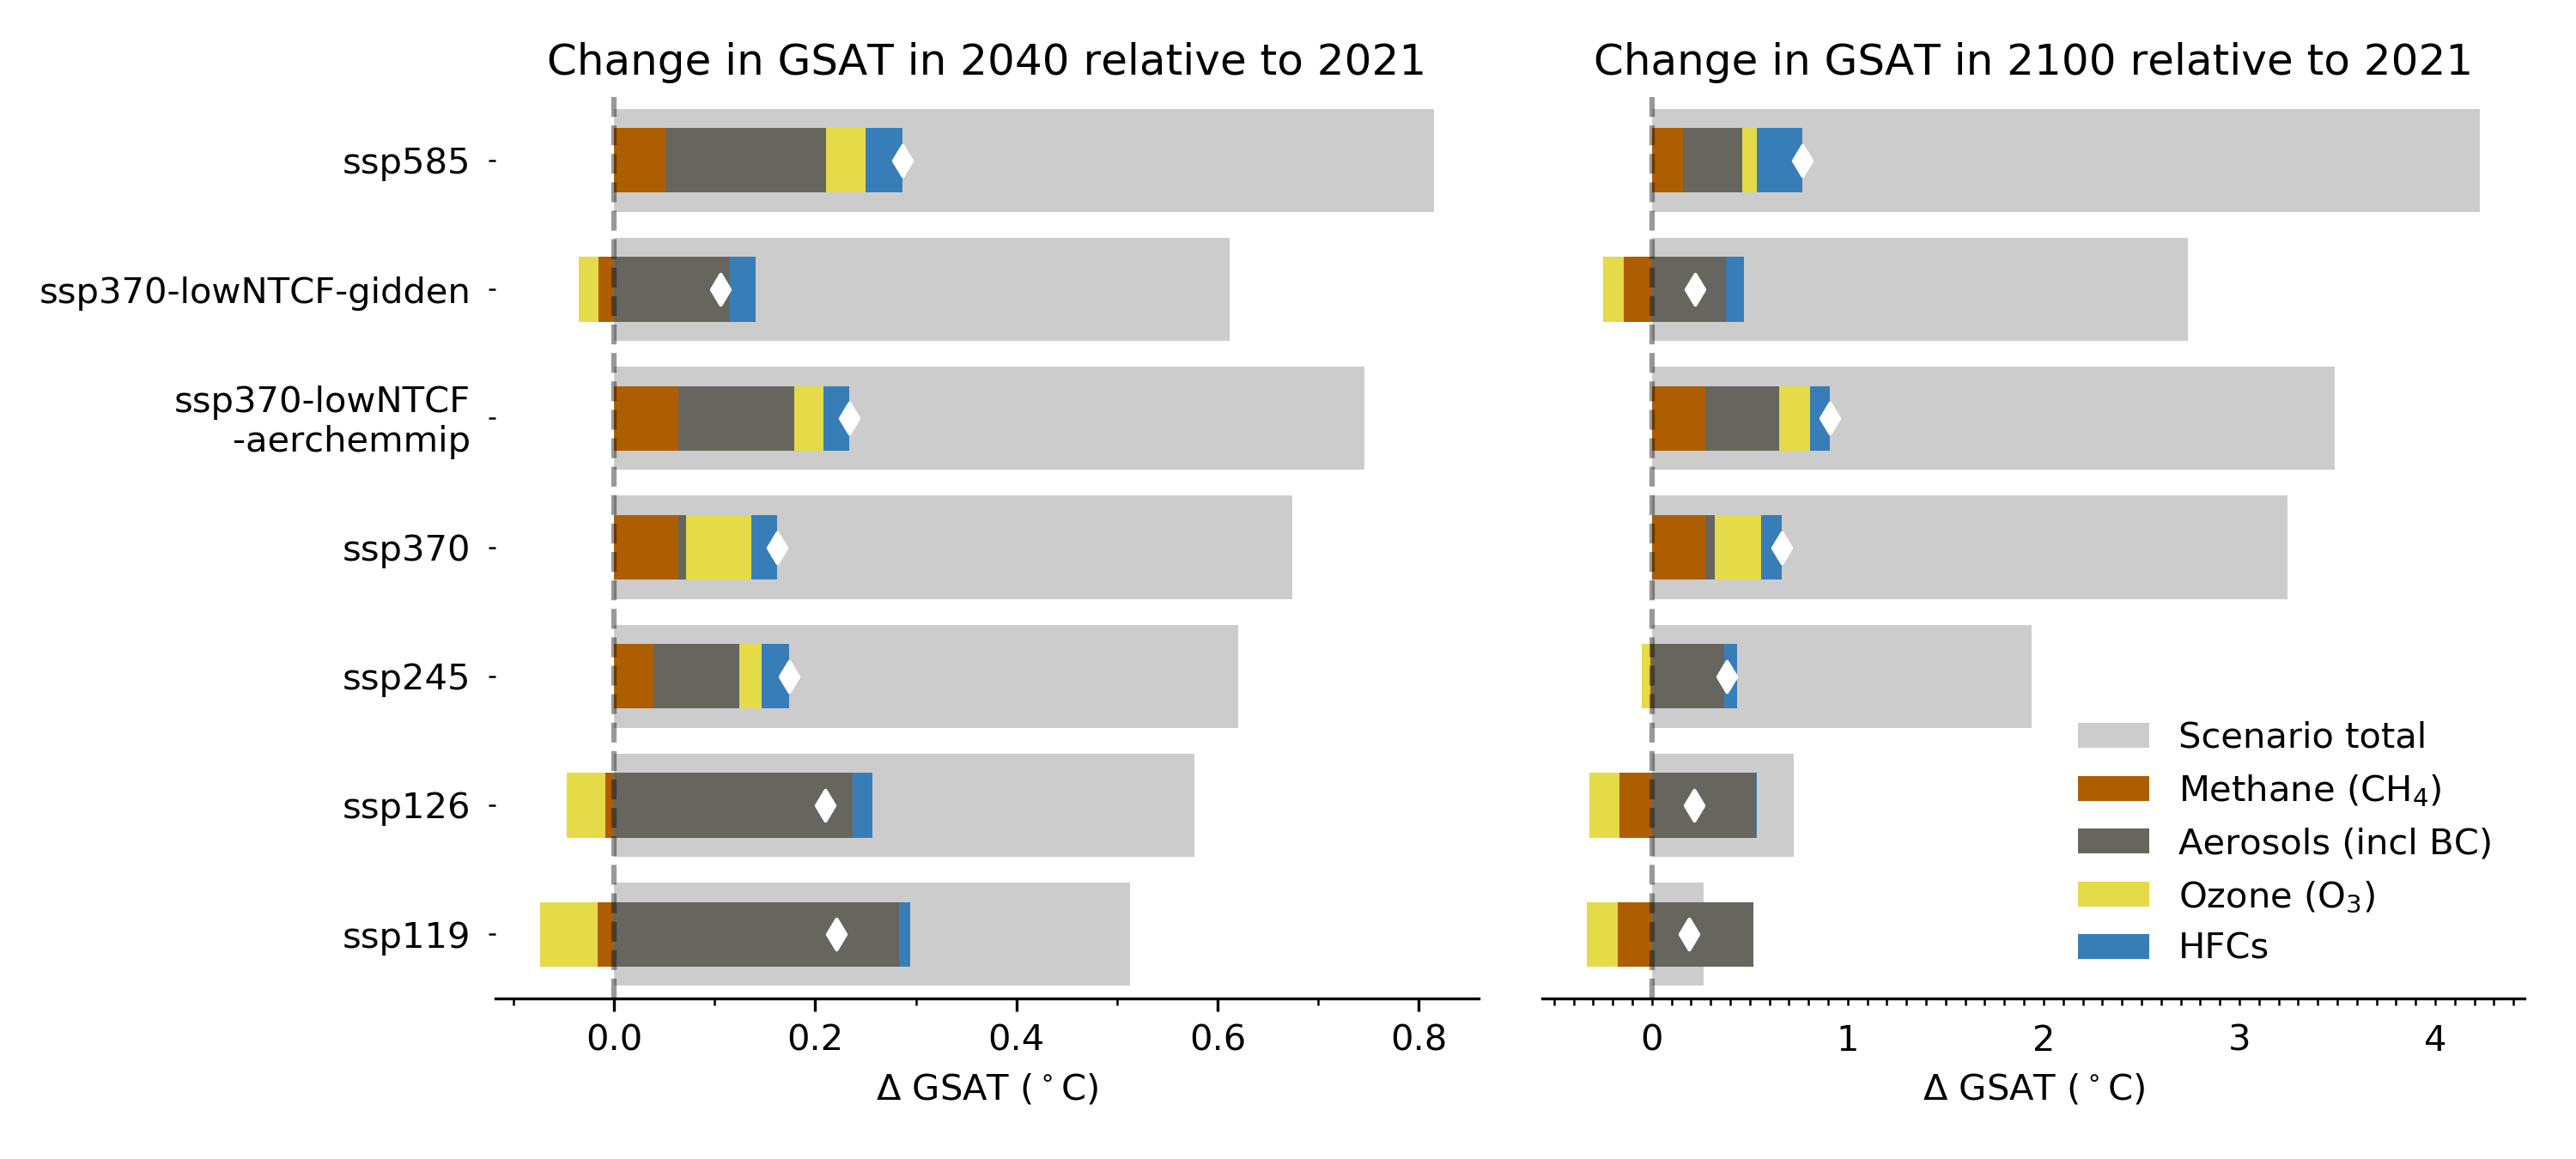 Change in GSAT in 2040 relative to 2021
ssp585
ssp370-lowNTCF-gidden
ssp370-lowNTCF
-aerchemmip
ssp370
ssp245
ssp126
ssp119
0.0 0.2 0.4 0.6 0.8
Δ GSAT (°C)
Change in GSAT in 2100 relative to 2021
Scenario total
Methane (CH₄)
Aerosols (incl BC)
Ozone (O₃)
HFCs
0 1 2 3 4
Δ GSAT (°C)